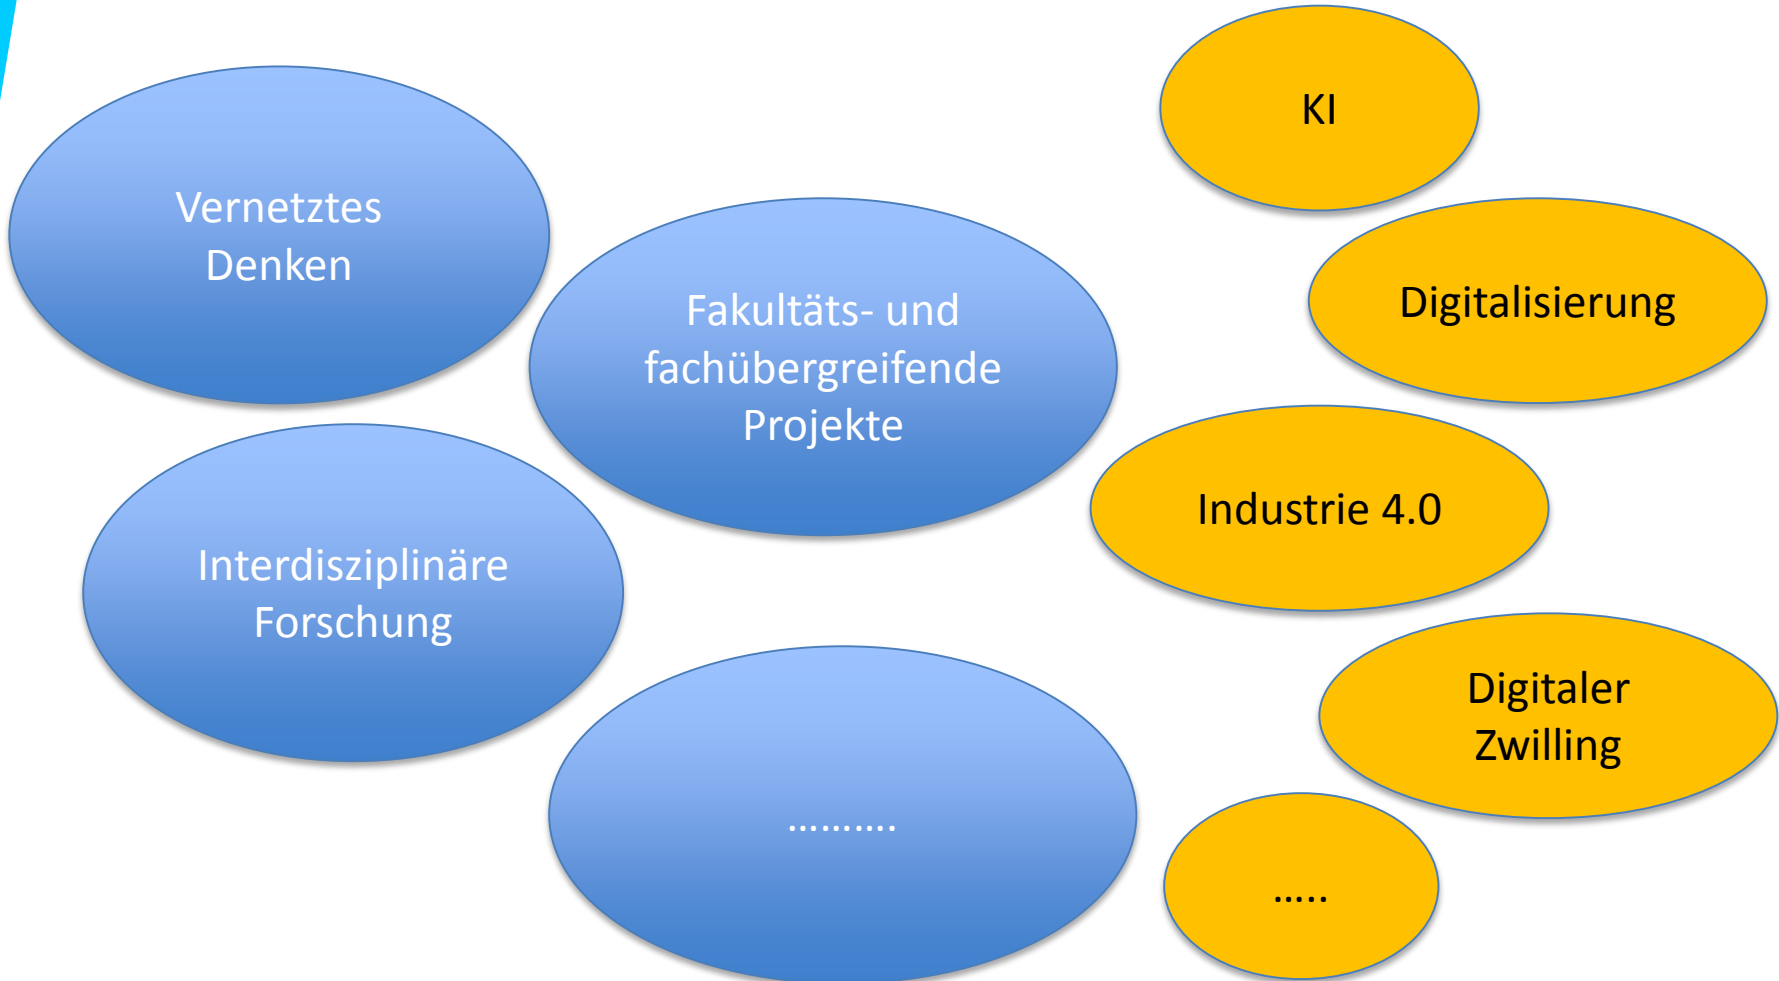 Vernetztes
Denken
Fakultäts- und
fachübergreifende
Projekte
Interdisziplinäre
Forschung
……….
KI
Digitalisierung
Industrie 4.0
Digitaler
Zwilling
…..